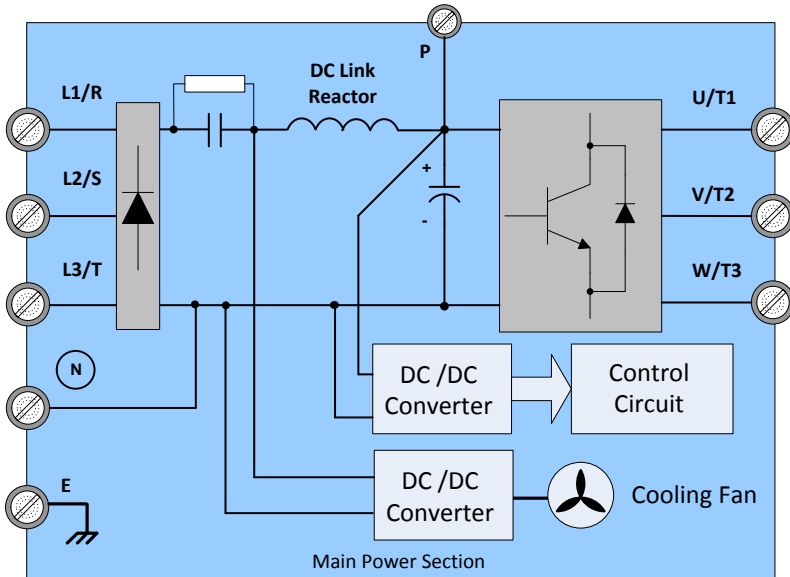 P
L1/R
DC Link
Reactor
U/T1
L2/S
+
V/T2
-
L3/T
W/T3
N
DC /DC
Converter
Control
Circuit
E
DC /DC
Converter
Cooling Fan
Main Power Section